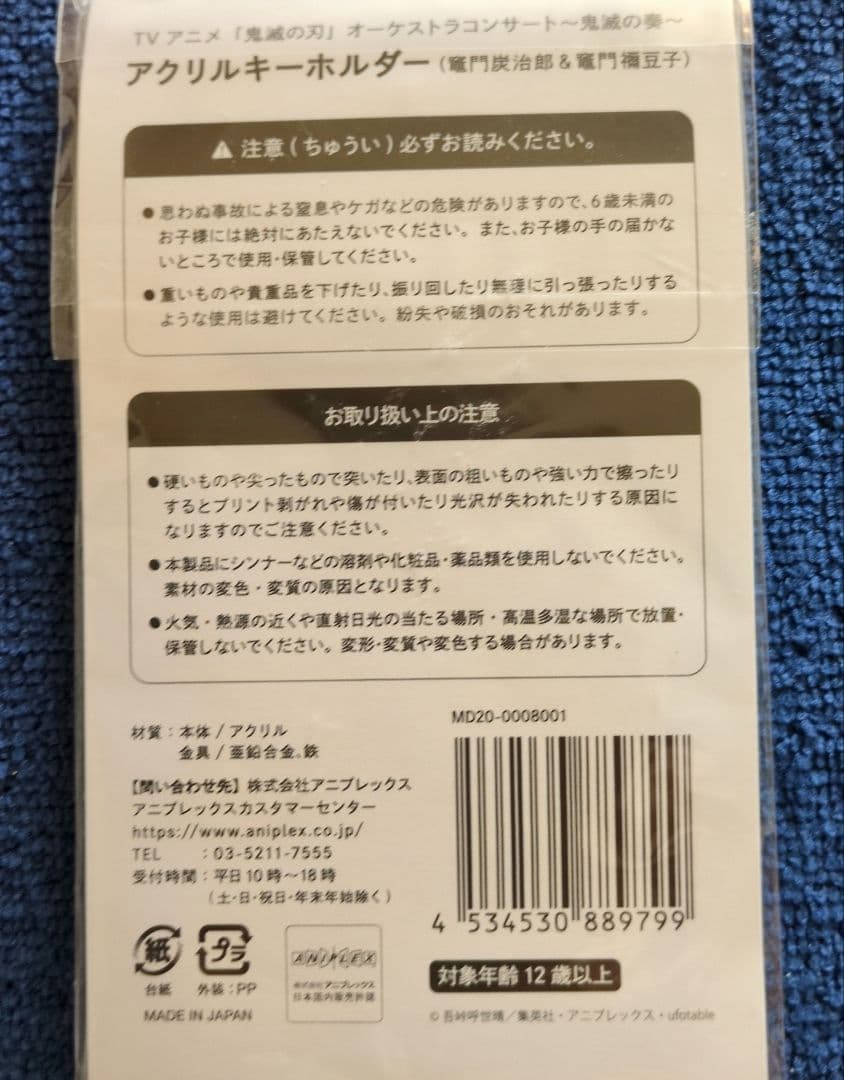 TVアニメ「鬼滅の刃」オーケストラコンサート～鬼滅の奏～
アクリルキーホルダー(竈門炭治郎&竈門禰豆子)
⚠ 注意(ちゅうい)必ずお読みください。
●思わぬ事故による窒息やケガなどの危険がありますので、6歳未満の
お子様には絶対にあたえないでください。また、お子様の手の届かな
いところで使用・保管してください。
●重いものや貴重品を下げたり、振り回したり無理に引っ張ったりする
ような使用は避けてください。紛失や破損のおそれがあります。
お取り扱い上の注意
●硬いものや尖ったもので突いたり、表面の粗いものや強い力で擦ったり
するとプリント剥がれや傷が付いたり光沢が失われたりする原因に
なりますのでご注意ください。
●本製品にシンナーなどの溶剤や化粧品・薬品類を使用しないでください。
素材の変色・変質の原因となります。
●火気・熱源の近くや直射日光の当たる場所・高温多湿な場所で放置・
保管しないでください。変形・変質や変色する場合があります。
材質:本体/アクリル
金具/亜鉛合金、鉄
【問い合わせ先】株式会社アニプレックス
アニプレックスカスタマーセンター
https://www.aniplex.co.jp/
TEL :03-5211-7555
受付時間:平日10時～18時
(土・日・祝日・年末年始除く)
MD20-0008001
4 534530 889799
紙
台紙
プラ
外装:PP
MADE IN JAPAN
ANIPLEX
株式会社アニプレックス
日本国内販売許諾
対象年齢12歳以上
©吾峠呼世晴/集英社・アニプレックス・ufotable